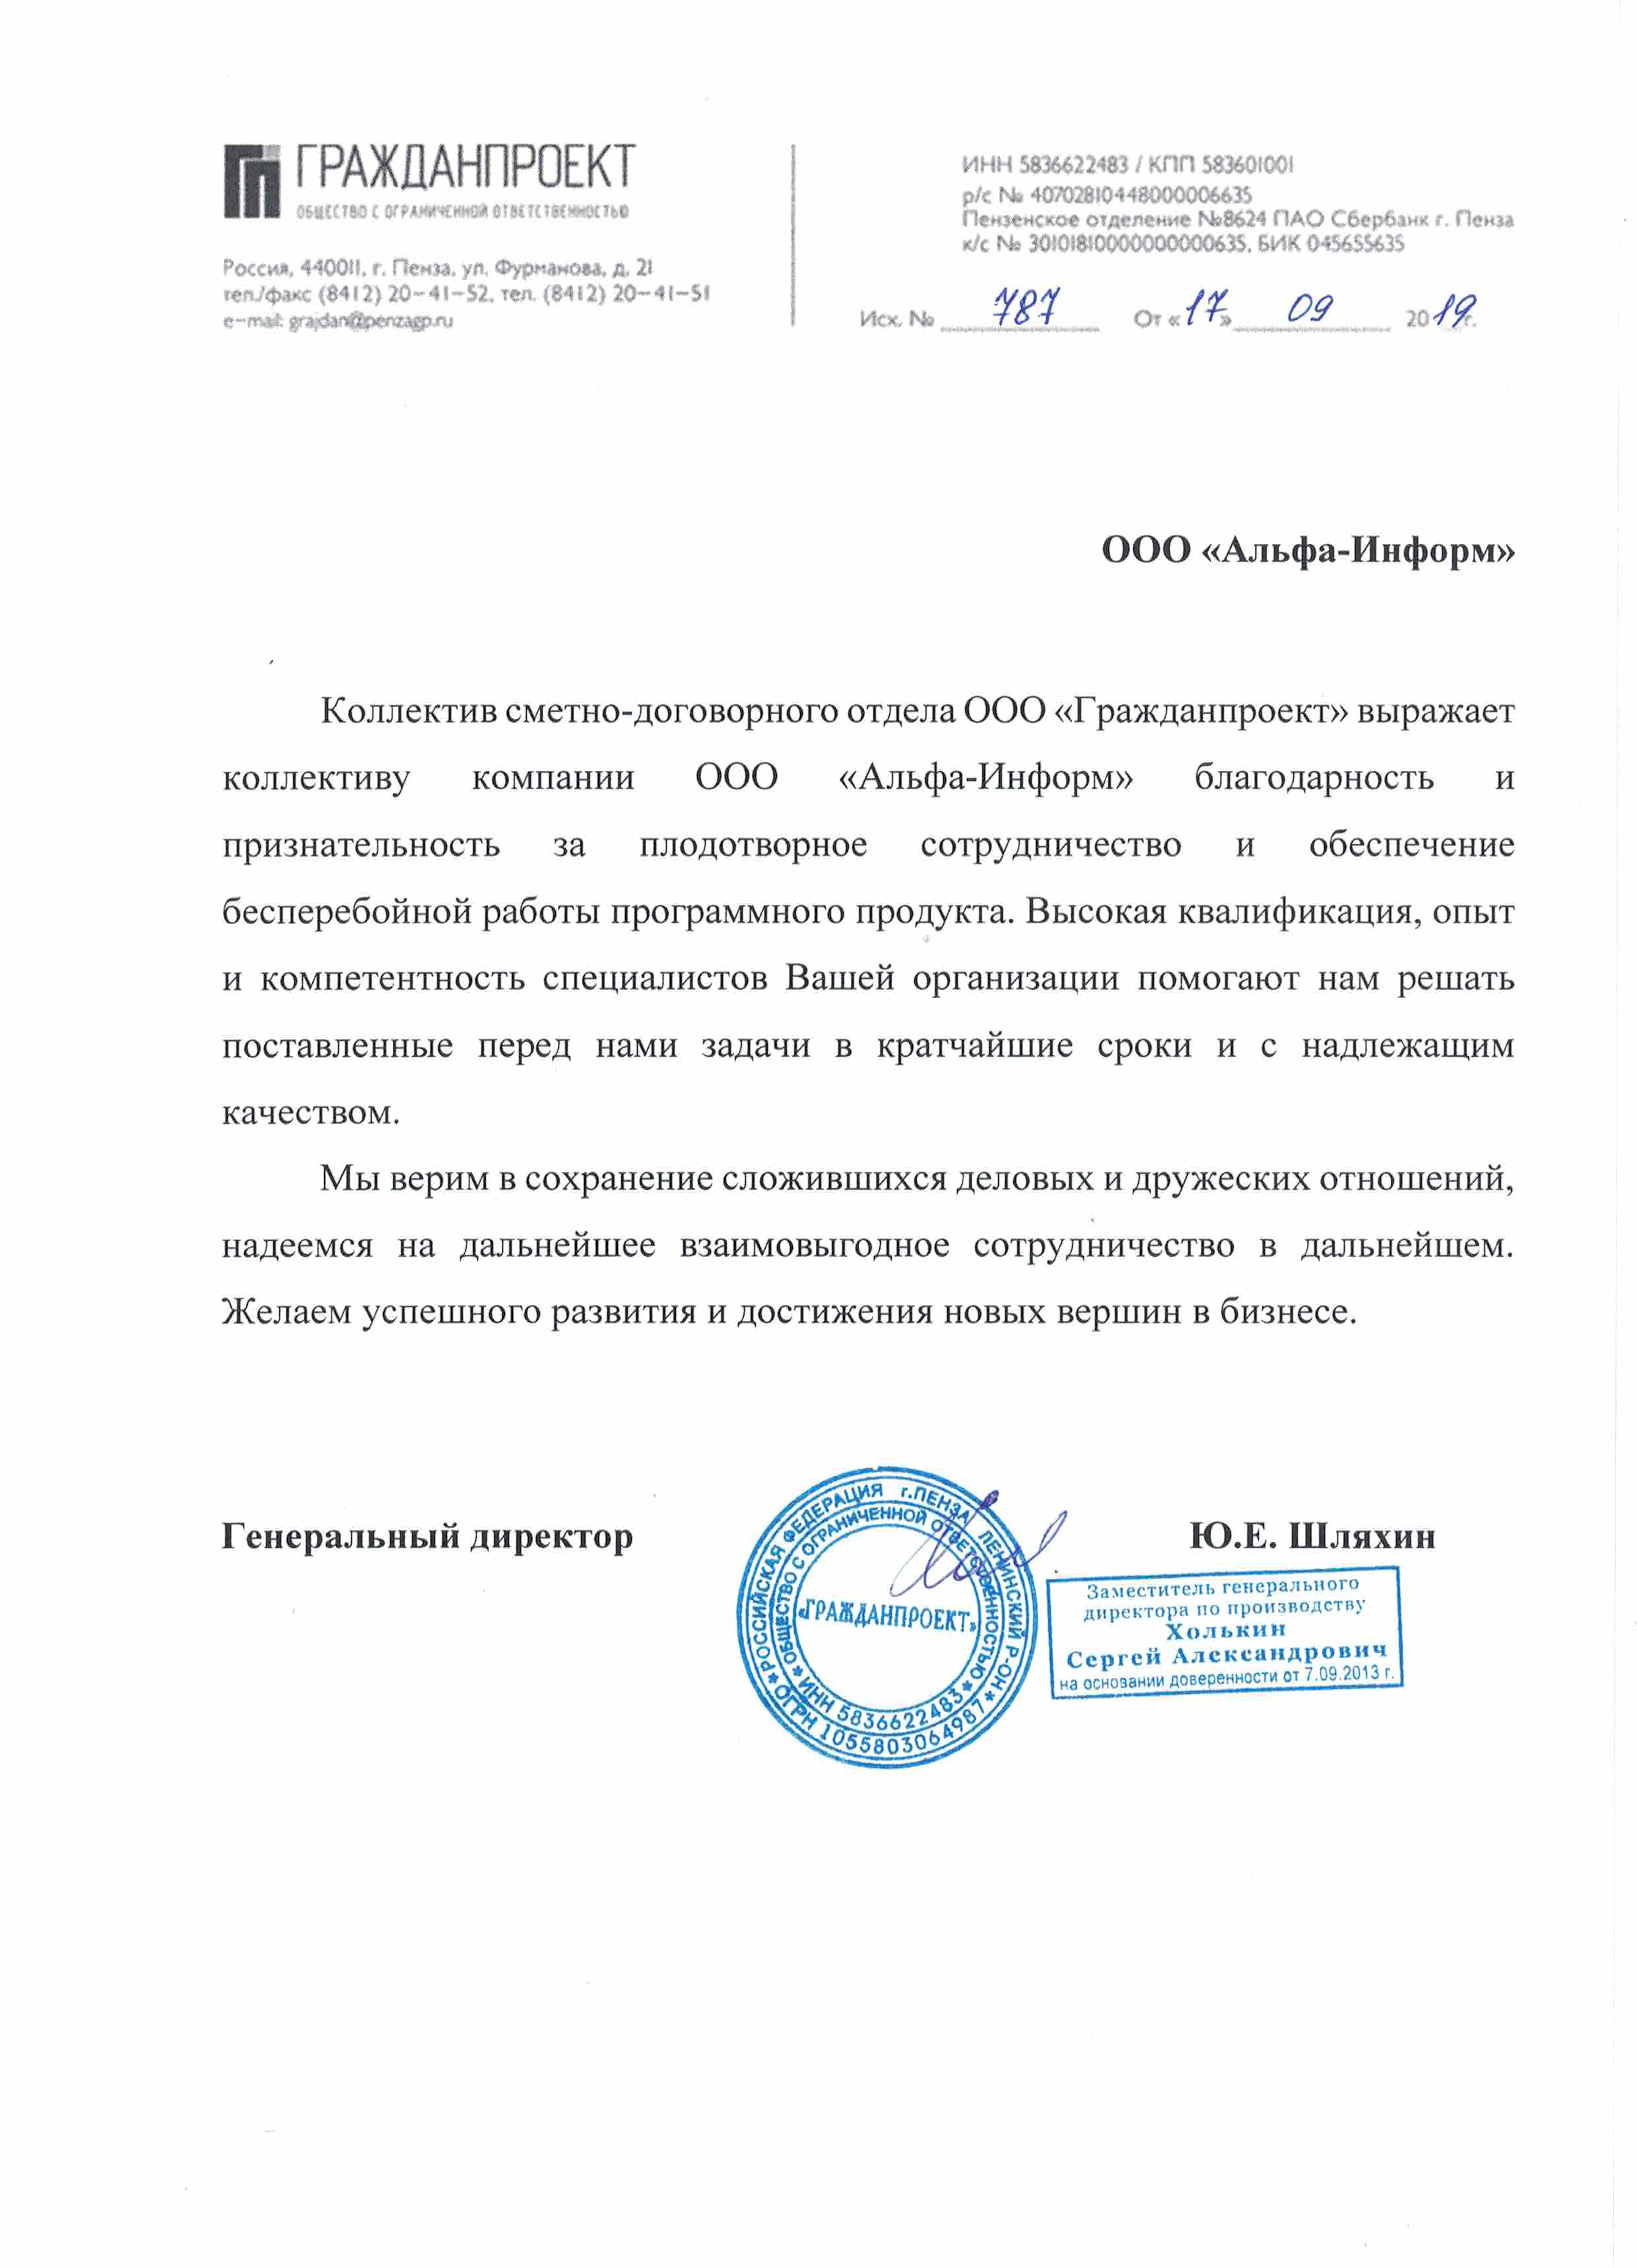 ГРАЖДАНПРОЕКТ
ОБЩЕСТВО С ОГРАНИЧЕННОЙ ОТВЕТСТВЕННОСТЬЮ
Россия, 440011, г. Пенза, ул. Фурманова, д. 21
тел./факс (8412) 20-41-52, тел. (8412) 20-41-51
e-mail: grajdan@penzagp.ru
ИНН 5836622483 / КПП 583601001
р/с № 40702810448000006635
Пензенское отделение №8624 ПАО Сбербанк г. Пенза
к/с № 30101810000000000635, БИК 045655635
Исх. № 787 От «17» 09 2019г.
ООО «Альфа-Информ»
Коллектив сметно-договорного отдела ООО «Гражданпроект» выражает
коллективу компании ООО «Альфа-Информ» благодарность и
признательность за плодотворное сотрудничество и обеспечение
бесперебойной работы программного продукта. Высокая квалификация, опыт
и компетентность специалистов Вашей организации помогают нам решать
поставленные перед нами задачи в кратчайшие сроки и с надлежащим
качеством.
Мы верим в сохранение сложившихся деловых и дружеских отношений,
надеемся на дальнейшее взаимовыгодное сотрудничество в дальнейшем.
Желаем успешного развития и достижения новых вершин в бизнесе.
Генеральный директор Ю.Е. Шляхин
РОССИЙСКАЯ ФЕДЕРАЦИЯ г.ПЕНЗА ЛЕНИНСКИЙ Р-ОН
ОГРН 1055803064987
ОБЩЕСТВО С ОГРАНИЧЕННОЙ ОТВЕТСТВЕННОСТЬЮ
ИНН 5836622483
«ГРАЖДАНПРОЕКТ»
Заместитель генерального
директора по производству
Холькин
Сергей Александрович
на основании доверенности от 7.09.2013 г.